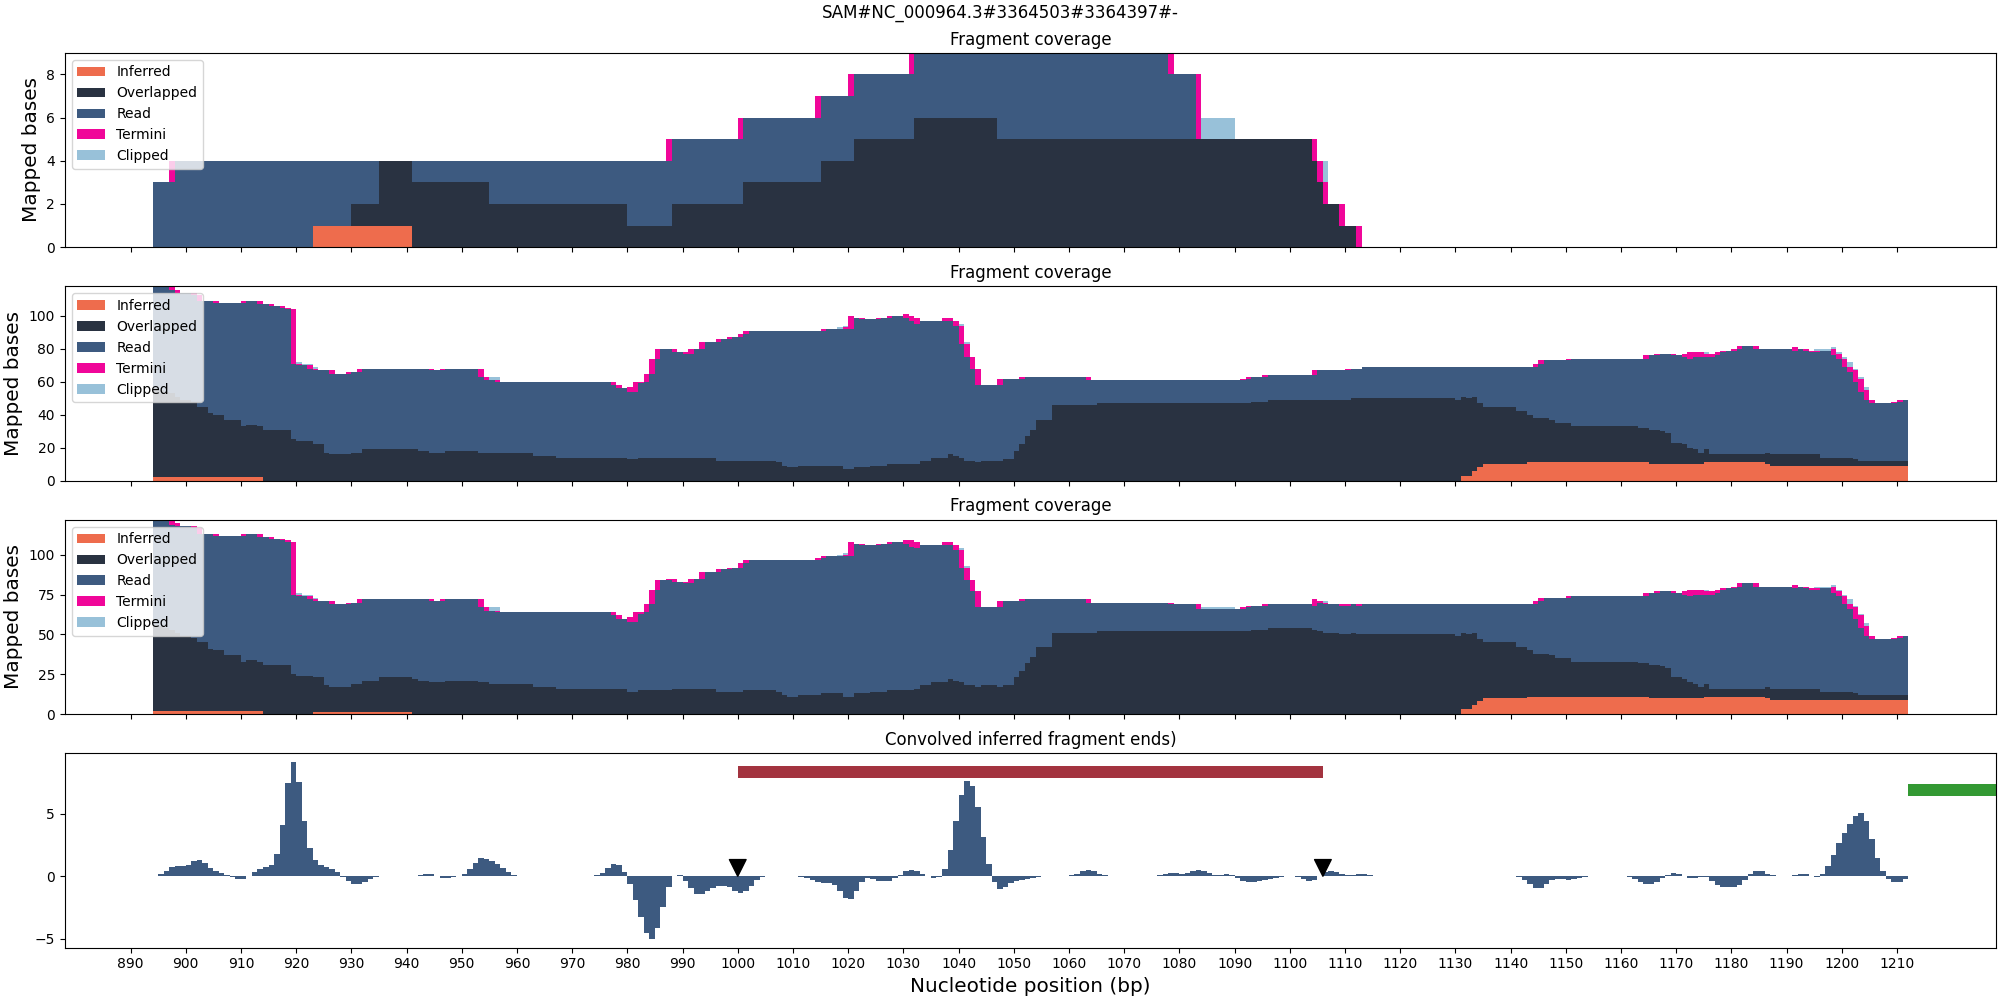 SAM#NC_000964.3#3364503#3364397#-
Fragment coverage
Mapped bases
8
6
4
2
0
Inferred
Overlapped
Read
Termini
Clipped
Fragment coverage
Mapped bases
100
80
60
40
20
0
Inferred
Overlapped
Read
Termini
Clipped
Fragment coverage
Mapped bases
100
75
50
25
0
Inferred
Overlapped
Read
Termini
Clipped
Convolved inferred fragment ends)
5
0
−5
890 900 910 920 930 940 950 960 970 980 990 1000 1010 1020 1030 1040 1050 1060 1070 1080 1090 1100 1110 1120 1130 1140 1150 1160 1170 1180 1190 1200 1210
Nucleotide position (bp)